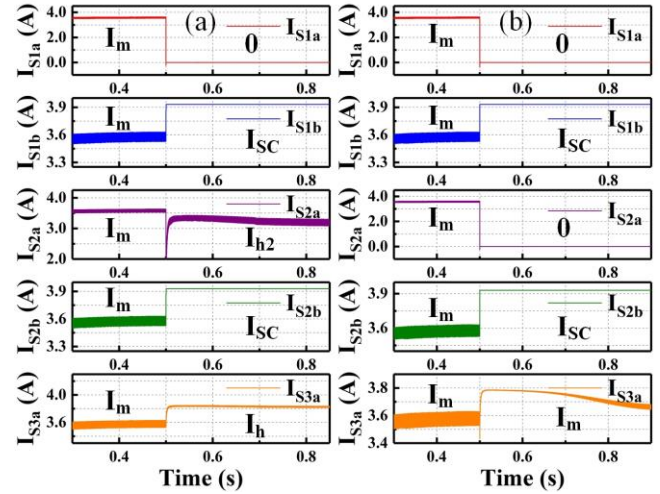 (a)
I_S1a (A)
4.0
2.0
0.0
I_m
0
I_S1a
0.4 0.6 0.8
I_S1b (A)
3.9
3.6
3.3
I_m
I_SC
I_S1b
0.4 0.6 0.8
I_S2a (A)
4.0
3.0
2.0
I_m
I_h2
I_S2a
0.4 0.6 0.8
I_S2b (A)
3.9
3.6
3.3
I_m
I_SC
I_S2b
0.4 0.6 0.8
I_S3a (A)
4.0
3.6
I_m
I_h
I_S3a
0.4 0.6 0.8
Time (s)
(b)
I_S1a (A)
4.0
2.0
0.0
I_m
0
I_S1a
0.4 0.6 0.8
I_S1b (A)
3.9
3.6
3.3
I_m
I_SC
I_S1b
0.4 0.6 0.8
I_S2a (A)
4.0
2.0
0.0
I_m
0
I_S2a
0.4 0.6 0.8
I_S2b (A)
3.9
3.6
I_m
I_SC
I_S2b
0.4 0.6 0.8
I_S3a (A)
3.8
3.6
3.4
I_m
I_m
I_S3a
0.4 0.6 0.8
Time (s)